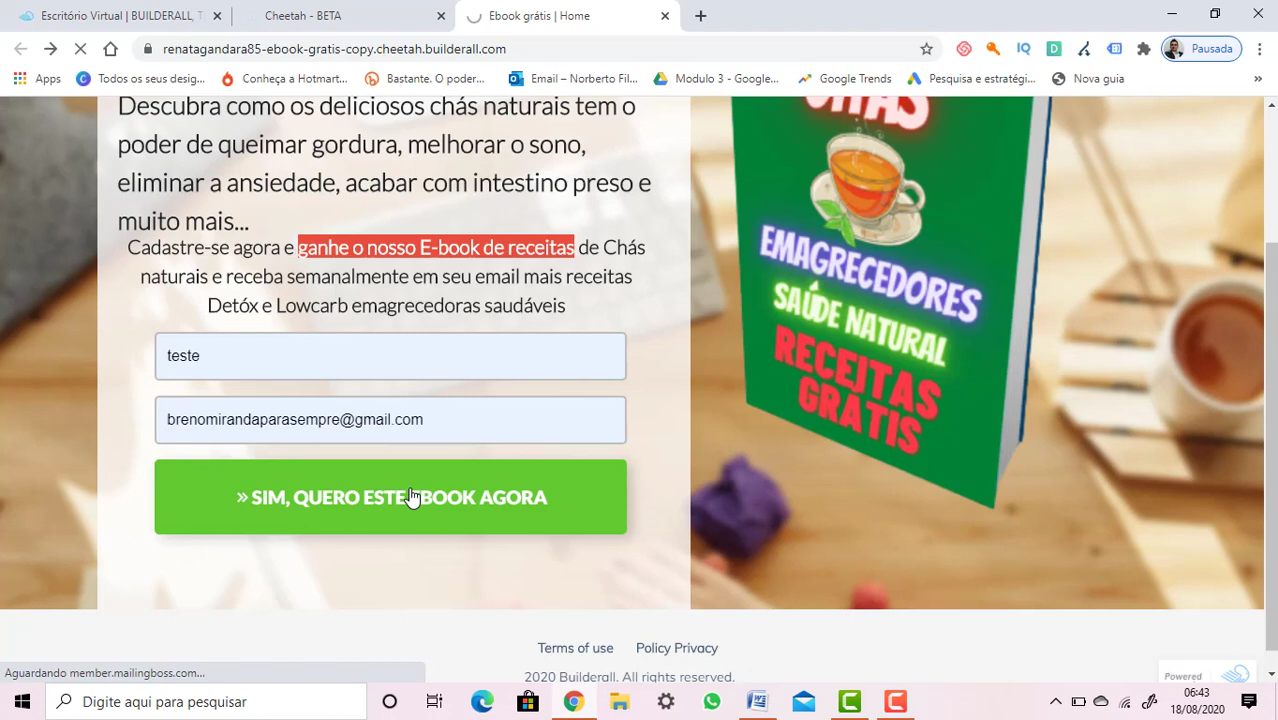 Escritório Virtual | BUILDERALL, T
Cheetah - BETA
Ebook grátis | Home
renatagandara85-ebook-gratis-copy.cheetah.builderall.com
Pausada
Apps
Todos os seus desig...
Conheça a Hotmart...
Bastante. O poder...
Email – Norberto Fil...
Modulo 1 - Google...
Google Trends
Pesquisa e estratégi...
Nova guia
»
Descubra como os deliciosos chás naturais tem o
poder de queimar gordura, melhorar o sono,
eliminar a ansiedade, acabar com intestino preso e
muito mais...
Cadastre-se agora e ganhe o nosso E-book de receitas de Chás
naturais e receba semanalmente em seu email mais receitas
Detóx e Lowcarb emagrecedoras saudáveis
teste
brenomirandaparasempre@gmail.com
» SIM, QUERO ESTE EBOOK AGORA
CHÁS
EMAGRECEDORES
SAÚDE NATURAL
RECEITAS
GRÁTIS
Terms of use
Policy Privacy
2020 Builderall. All rights reserved.
Powered
Aguardando member.mailingboss.com...
Digite aqui para pesquisar
06:43
18/08/2020